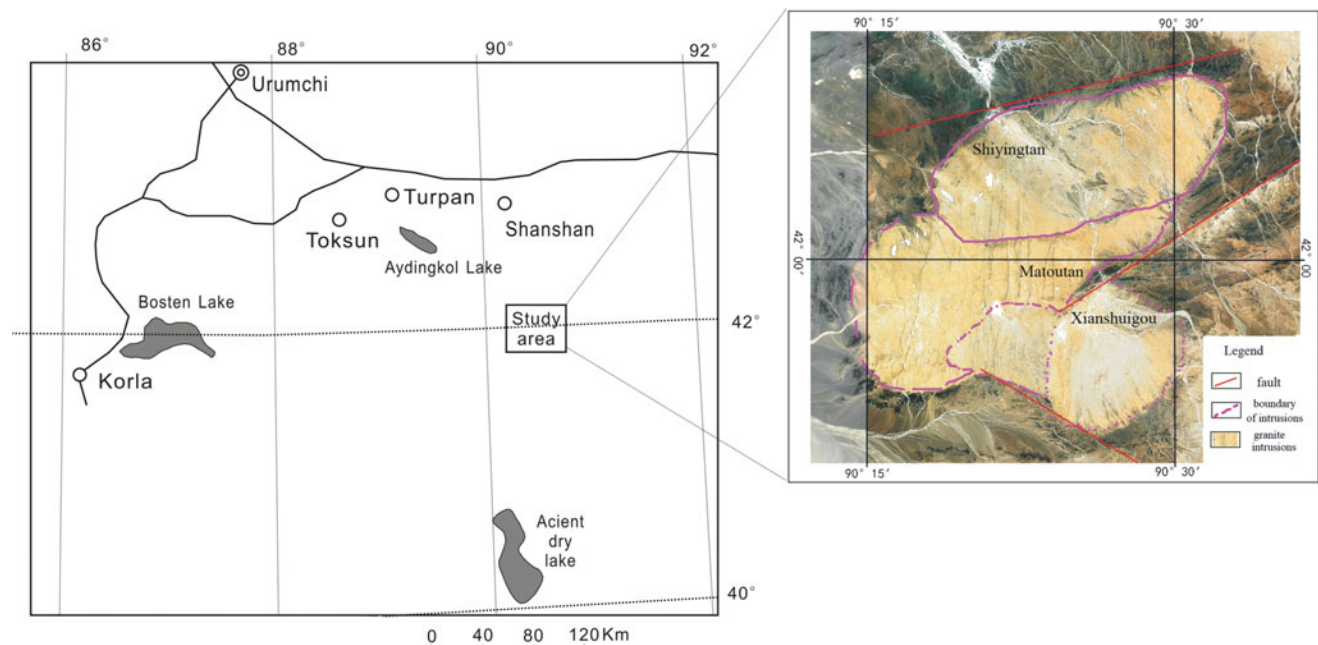 86°
88°
90°
92°
Urumchi
Turpan
Toksun
Shanshan
Aydingkol Lake
Bosten Lake
Study
area
42°
Korla
Acient
dry
lake
40°
0 40 80 120Km
90° 15′
90° 30′
Shiyingtan
42° 00′
Matoutan
42° 00′
Xianshuigou
Legend
fault
boundary
of intrusions
granite
intrusions
90° 15′
90° 30′